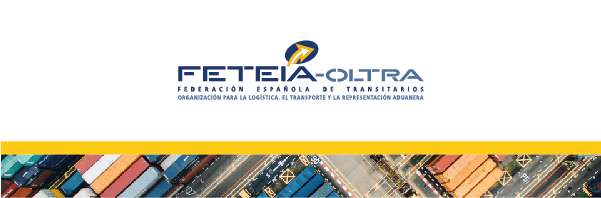 FETEIA-OLTRA
FEDERACIÓN ESPAÑOLA DE TRANSITARIOS
ORGANIZACIÓN PARA LA LOGÍSTICA, EL TRANSPORTE Y LA REPRESENTACIÓN ADUANERA